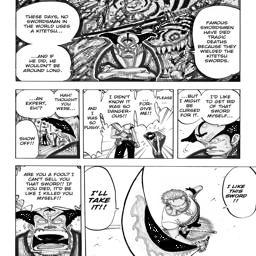 FAMOUS
SWORDSMEN
HAVE DIED
TRAGIC
DEATHS
BECAUSE THEY
WIELDED THE
KITETSU
SWORDS.
THESE DAYS, NO
SWORDSMAN IN
THE WORLD
USES A
KITETSU.
...AND IF
HE DID, HE
WOULDN'T BE
AROUND LONG.
I'D LIKE TO
GET RID OF
THAT SWORD
MYSELF...
BUT I
MIGHT BE
CURSED
FOR IT.
PLEASE
FOR-
GIVE
ME!!
I DIDN'T
KNOW IT
WAS SO
DANGER-
OUS!!
AND I
WAS SO
PUSHY.
HAH!
THOUGHT
YOU
WERE...
...AN
EXPERT,
EH?!
SHOW-
OFF!!
I LIKE
THIS
SWORD
!!
I'LL
TAKE
IT!!
ARE YOU A FOOL? I
CAN'T SELL YOU
THAT SWORD!! IF
YOU DIED, IT'D BE
LIKE I KILLED YOU
MYSELF!!